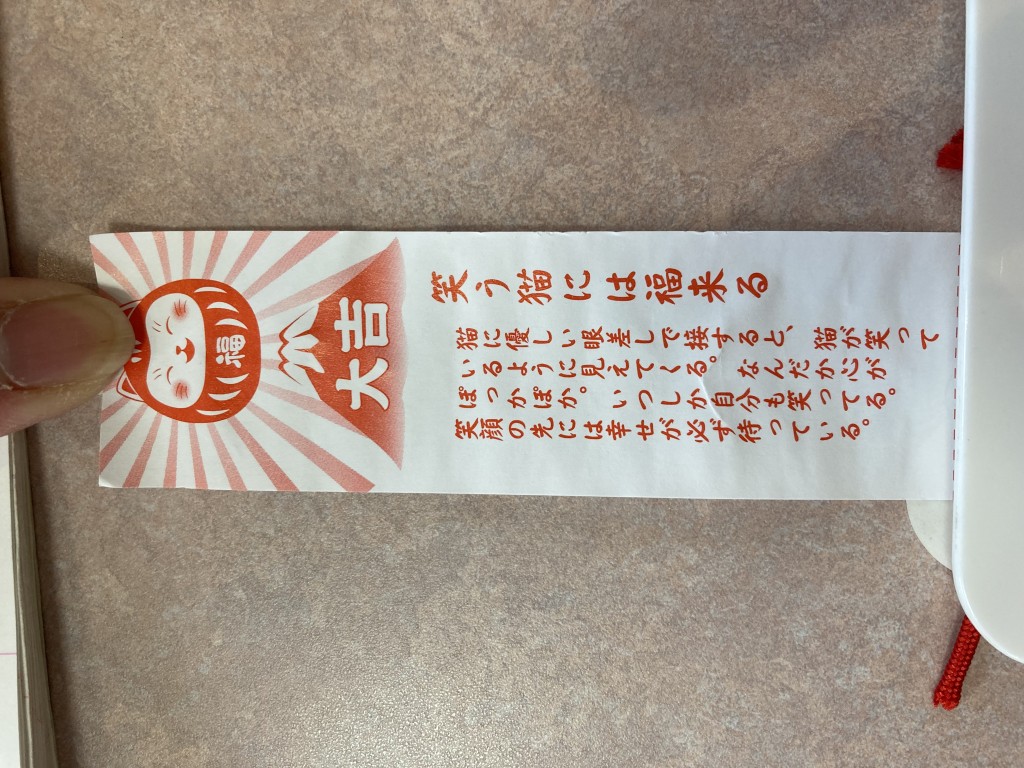 福
大吉
笑う猫には福来る
猫に優しい眼差しで接すると、猫が笑って
いるように見えてくる。なんだか心が
ぽっかぽか。いつしか自分も笑ってる。
笑顔の先には幸せが必ず待っている。